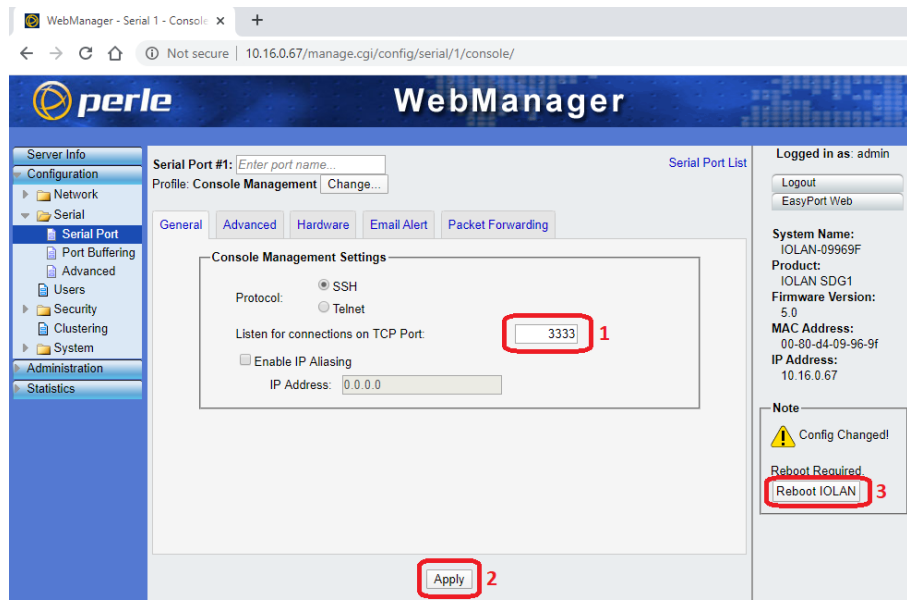 WebManager - Serial 1 - Console
Not secure | 10.16.0.67/manage.cgi/config/serial/1/console/
perle WebManager
Server Info
Configuration
Network
Serial
Serial Port
Port Buffering
Advanced
Users
Security
Clustering
System
Administration
Statistics
Serial Port #1: Enter port name... Serial Port List
Profile: Console Management Change...
General Advanced Hardware Email Alert Packet Forwarding
Console Management Settings
Protocol: SSH
Telnet
Listen for connections on TCP Port: 3333 1
Enable IP Aliasing
IP Address: 0.0.0.0
Apply 2
Logged in as: admin
Logout
EasyPort Web
System Name:
IOLAN-09969F
Product:
IOLAN SDG1
Firmware Version:
5.0
MAC Address:
00-80-d4-09-96-9f
IP Address:
10.16.0.67
Note
Config Changed!
Reboot Required.
Reboot IOLAN 3